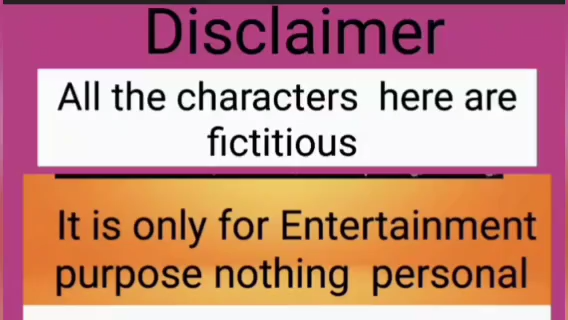 Disclaimer
All the characters here are
fictitious
It is only for Entertainment
purpose nothing personal